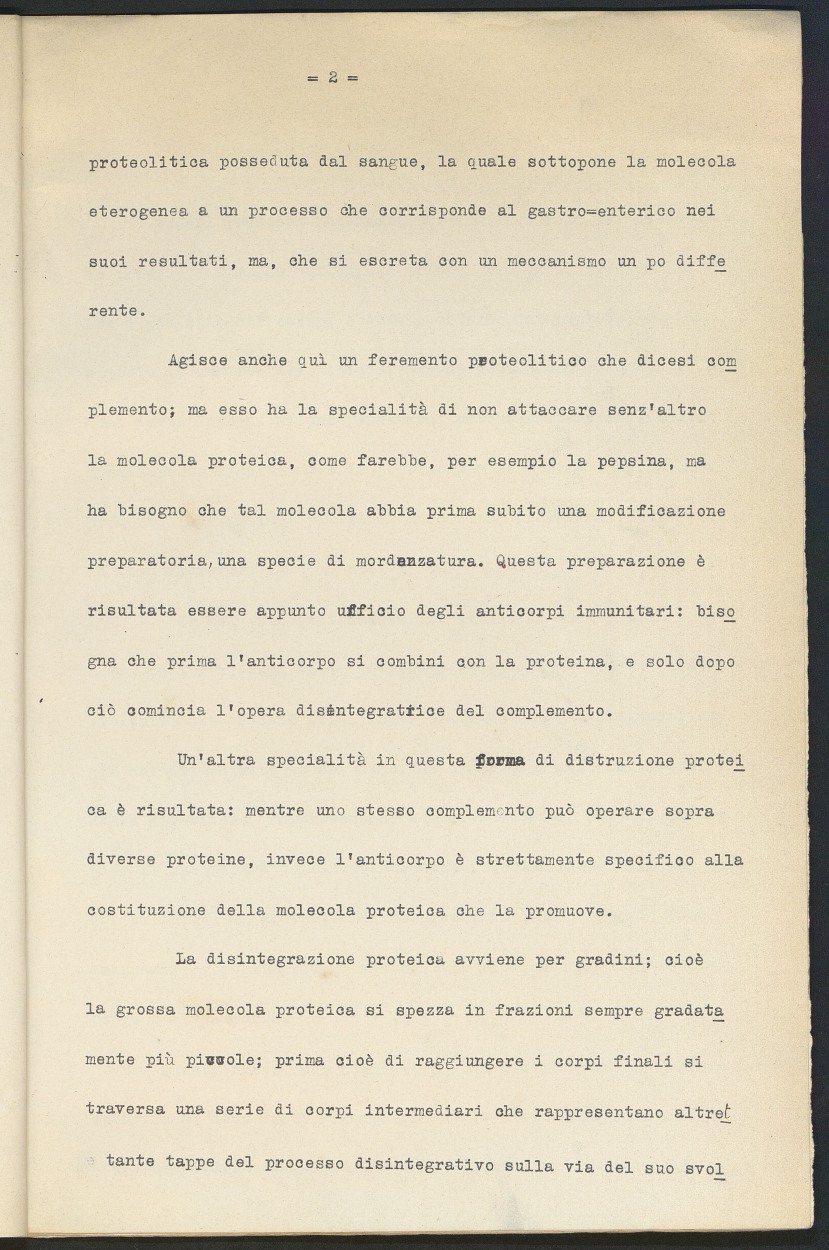 = 2 =
proteolitica posseduta dal sangue, la quale sottopone la molecola
eterogenea a un processo che corrisponde al gastro=enterico nei
suoi resultati, ma, che si escreta con un meccanismo un po diffe
rente.
Agisce anche quì un feremento proteolitico che dicesi com
plemento; ma esso ha la specialità di non attaccare senz'altro
la molecola proteica, come farebbe, per esempio la pepsina, ma
ha bisogno che tal molecola abbia prima subito una modificazione
preparatoria, una specie di mordenzatura. Questa preparazione è
risultata essere appunto ufficio degli anticorpi immunitari: biso
gna che prima l'anticorpo si combini con la proteina, e solo dopo
ciò comincia l'opera disintegratrice del complemento.
Un'altra specialità in questa forma di distruzione protei
ca è risultata: mentre uno stesso complemento può operare sopra
diverse proteine, invece l'anticorpo è strettamente specifico alla
costituzione della molecola proteica che la promuove.
La disintegrazione proteica avviene per gradini; cioè
la grossa molecola proteica si spezza in frazioni sempre gradata
mente più piccole; prima cioè di raggiungere i corpi finali si
traversa una serie di corpi intermediari che rappresentano altret
tante tappe del processo disintegrativo sulla via del suo svol